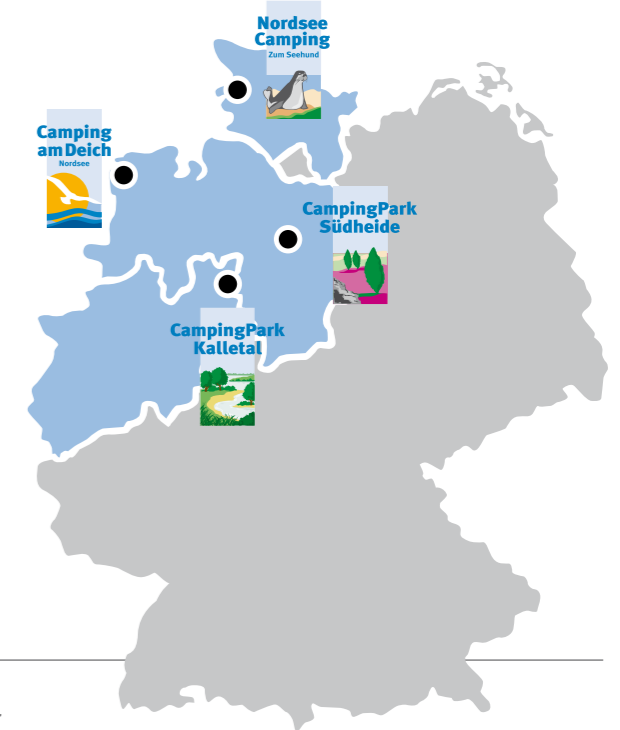 Nordsee
Camping
Zum Seehund
Camping
am Deich
Nordsee
CampingPark
Südheide
CampingPark
Kalletal